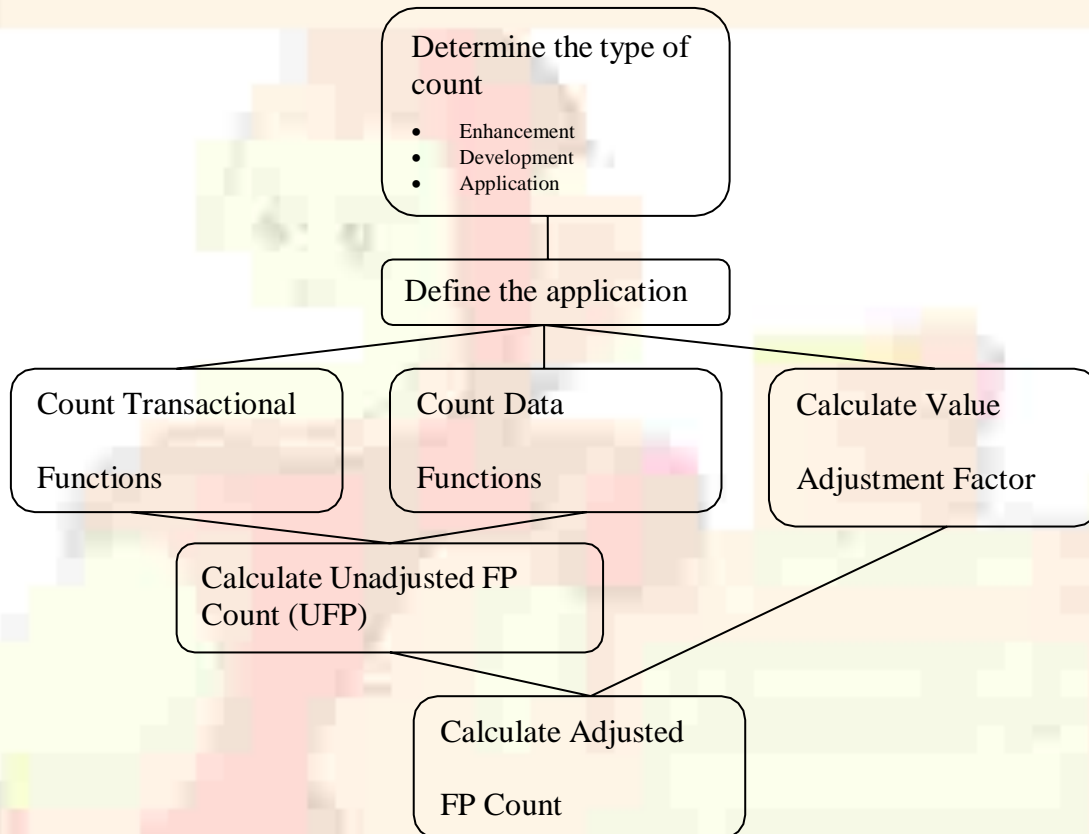 Determine the type of
count
• Enhancement
• Development
• Application
Define the application
Count Transactional
Functions
Count Data
Functions
Calculate Value
Adjustment Factor
Calculate Unadjusted FP
Count (UFP)
Calculate Adjusted
FP Count